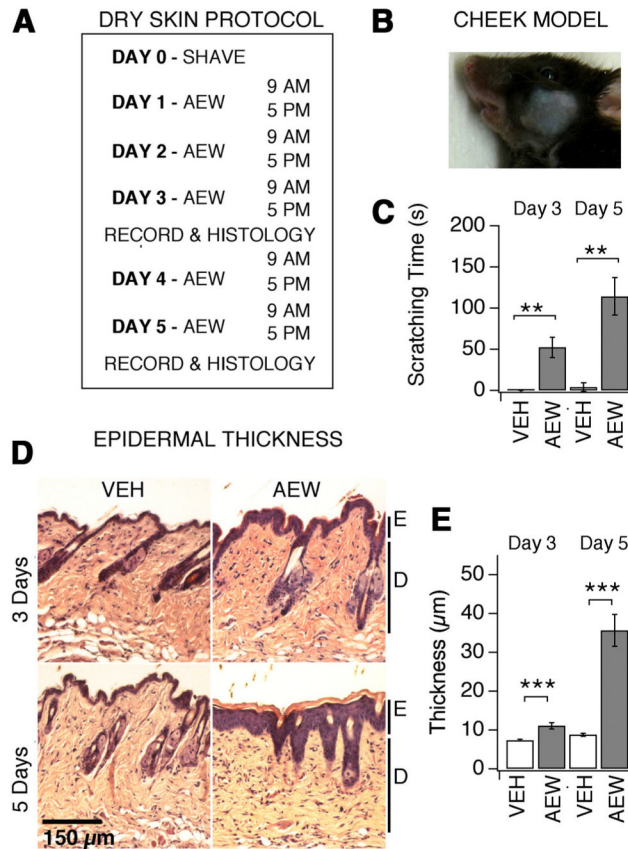 A
DRY SKIN PROTOCOL
DAY 0 - SHAVE
DAY 1 - AEW
9 AM
5 PM
DAY 2 - AEW
9 AM
5 PM
DAY 3 - AEW
9 AM
5 PM
RECORD & HISTOLOGY
DAY 4 - AEW
9 AM
5 PM
DAY 5 - AEW
9 AM
5 PM
RECORD & HISTOLOGY
B
CHEEK MODEL
C
Day 3 Day 5
Scratching Time (s)
200
150
100
50
0
**
**
VEH
AEW
VEH
AEW
EPIDERMAL THICKNESS
D
VEH AEW
3 Days
E
D
5 Days
E
D
150 µm
E
Day 3 Day 5
Thickness (µm)
50
40
30
20
10
0
***
***
VEH
AEW
VEH
AEW